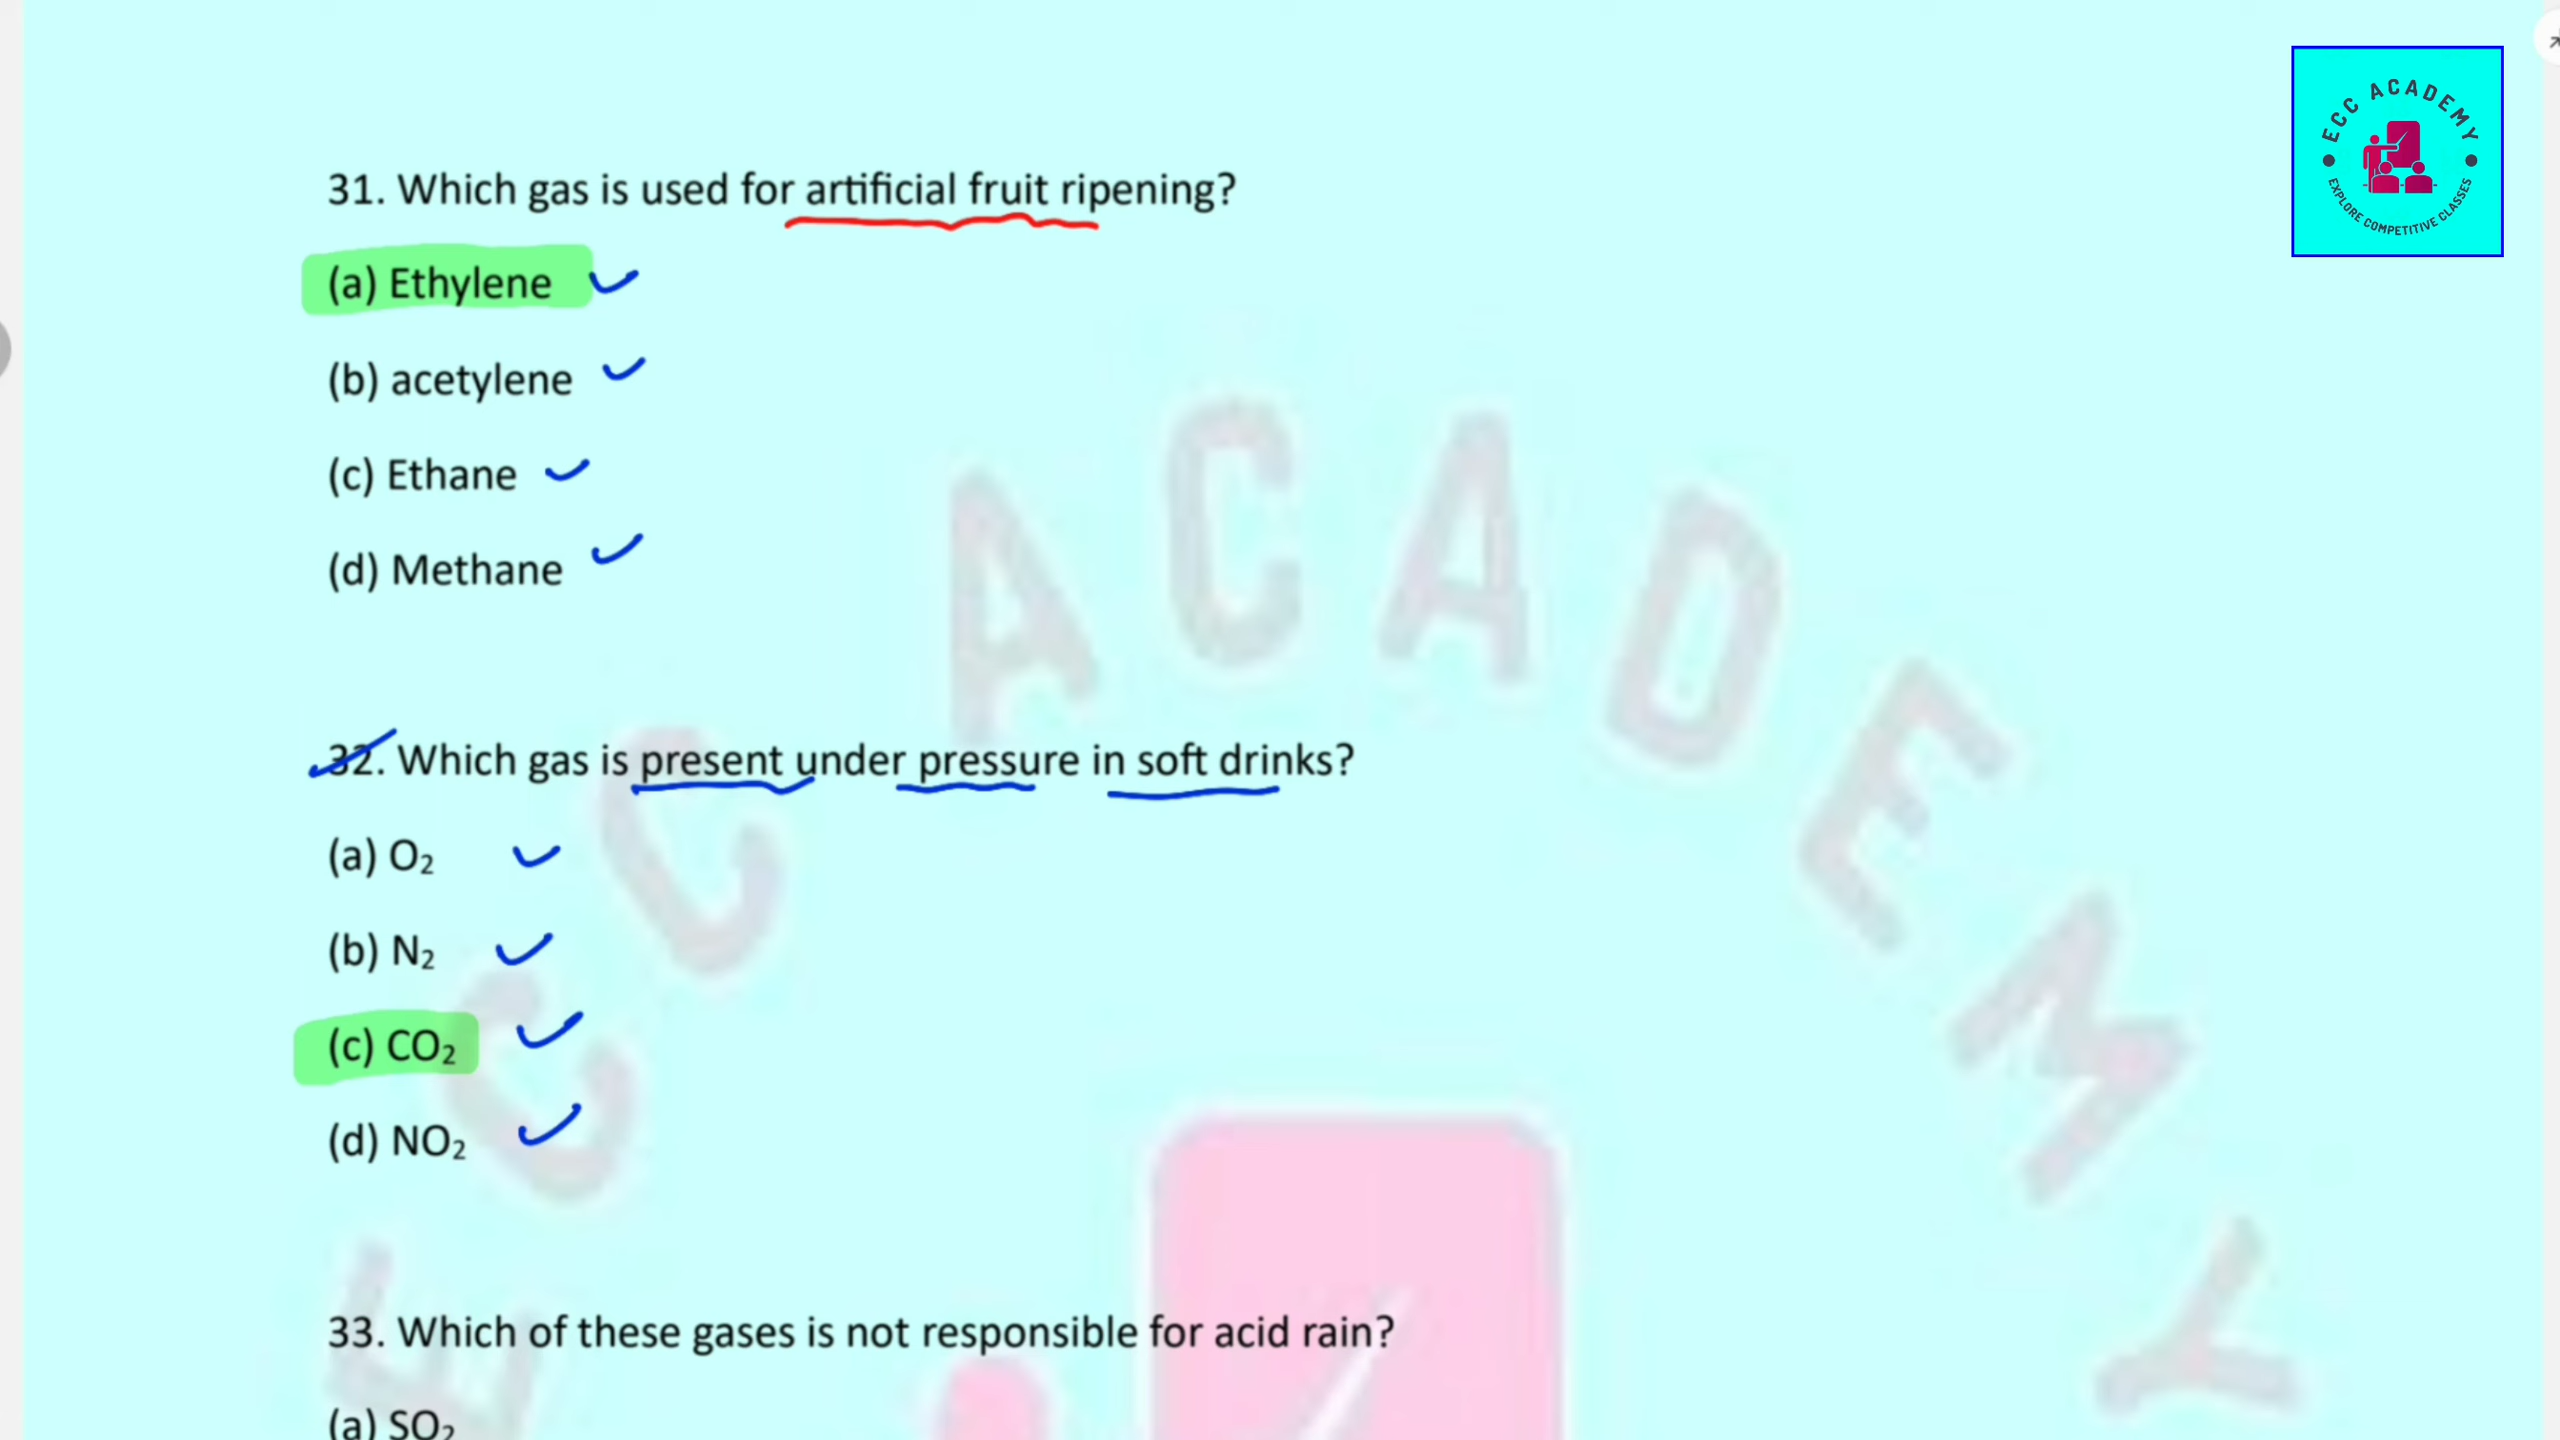 ECC ACADEMY
EXPLORE COMPETITIVE CLASSES
31. Which gas is used for artificial fruit ripening?
(a) Ethylene
(b) acetylene
(c) Ethane
(d) Methane
32. Which gas is present under pressure in soft drinks?
(a) O₂
(b) N₂
(c) CO₂
(d) NO₂
33. Which of these gases is not responsible for acid rain?
(a) SO₂
ECC ACADEMY